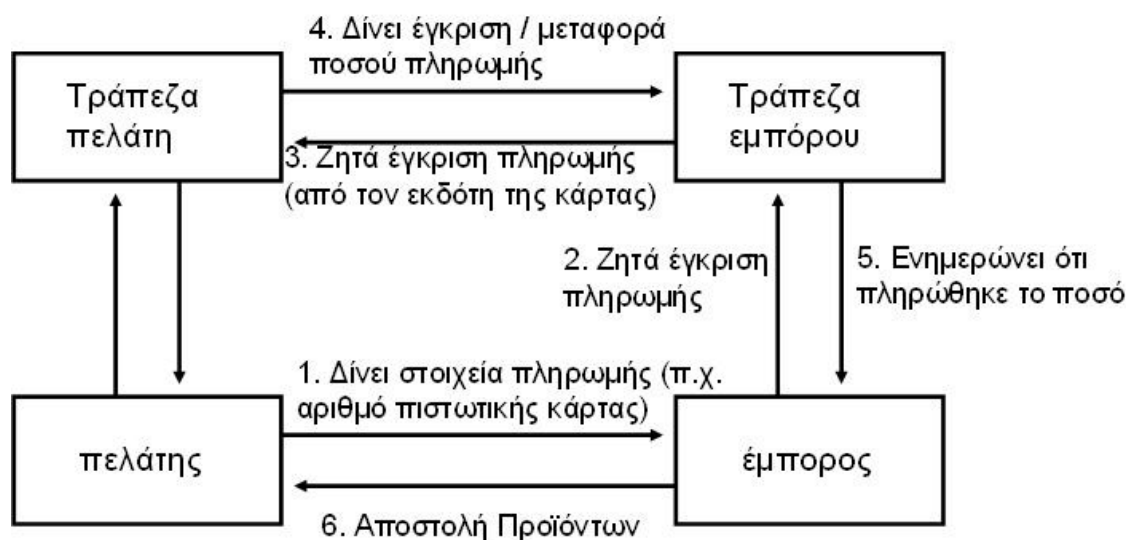 4. Δίνει έγκριση / μεταφορά
ποσού πληρωμής
Τράπεζα
πελάτη
Τράπεζα
εμπόρου
3. Ζητά έγκριση πληρωμής
(από τον εκδότη της κάρτας)
2. Ζητά έγκριση
πληρωμής
5. Ενημερώνει ότι
πληρώθηκε το ποσό
1. Δίνει στοιχεία πληρωμής (π.χ.
αριθμό πιστωτικής κάρτας)
πελάτης
έμπορος
6. Αποστολή Προϊόντων